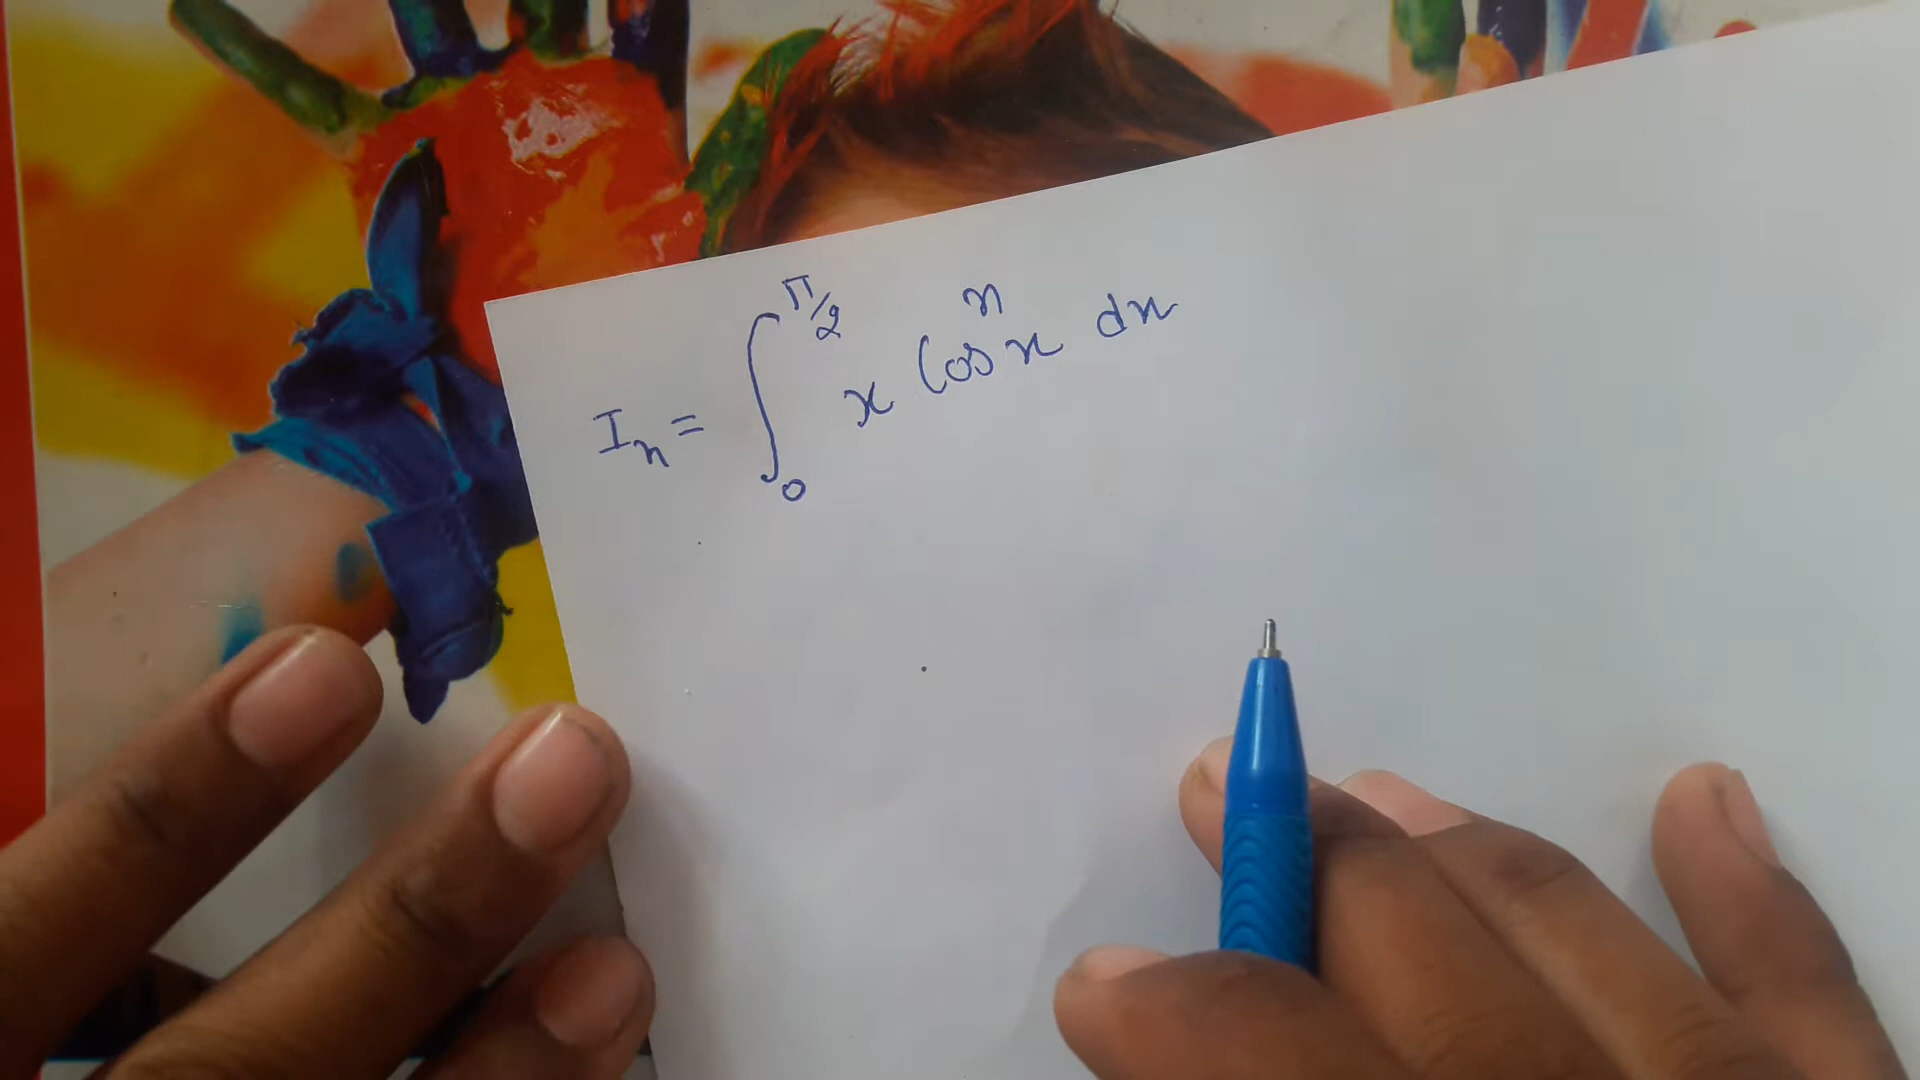 Iₙ = ∫₀^π/2 x Cosⁿx dx